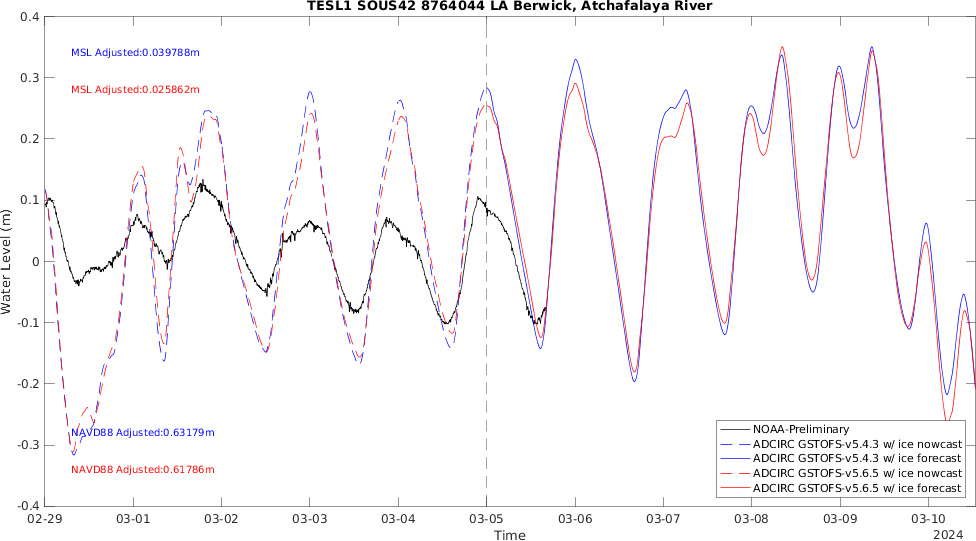 TESL1 SOUS42 8764044 LA Berwick, Atchafalaya River
0.4
0.3
0.2
0.1
0
-0.1
-0.2
-0.3
-0.4
Water Level (m)
MSL Adjusted:0.039788m
MSL Adjusted:0.025862m
NAVD88 Adjusted:0.63179m
NAVD88 Adjusted:0.61786m
NOAA-Preliminary
ADCIRC GSTOFS-v5.4.3 w/ ice nowcast
ADCIRC GSTOFS-v5.4.3 w/ ice forecast
ADCIRC GSTOFS-v5.6.5 w/ ice nowcast
ADCIRC GSTOFS-v5.6.5 w/ ice forecast
02-29 03-01 03-02 03-03 03-04 03-05 03-06 03-07 03-08 03-09 03-10
Time
2024